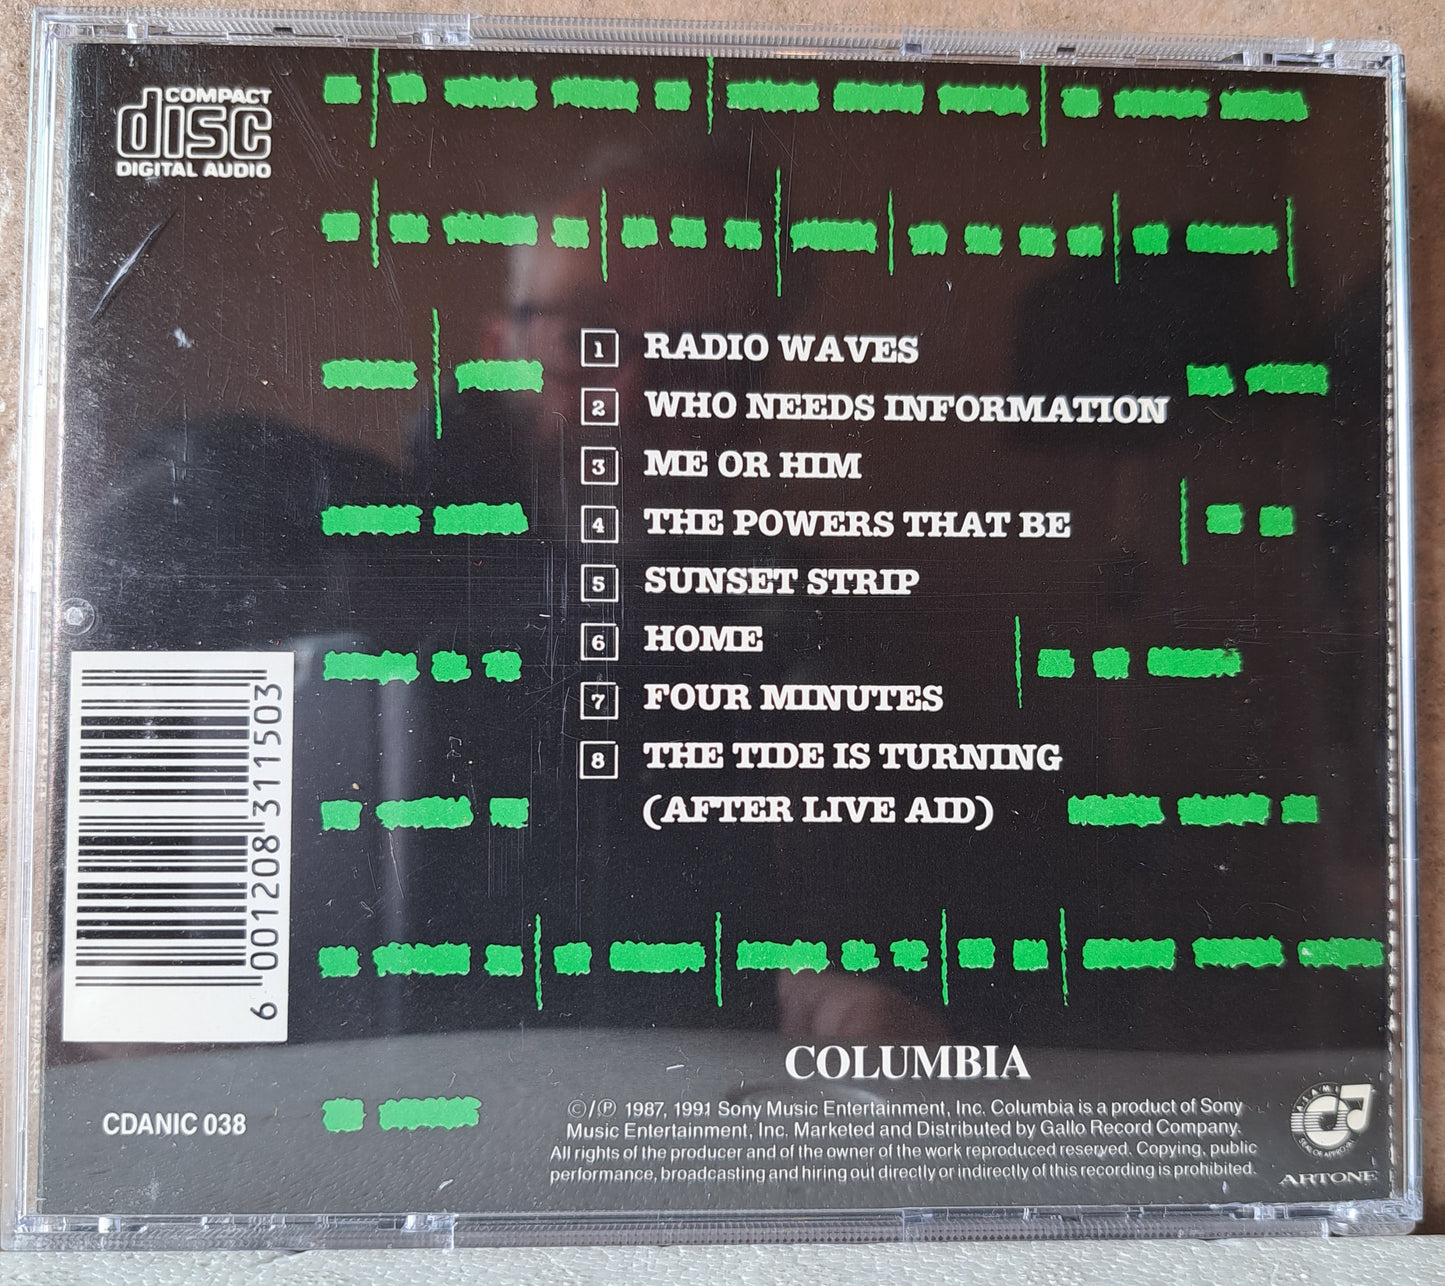 COMPACT
disc
DIGITAL AUDIO
1 RADIO WAVES
2 WHO NEEDS INFORMATION
3 ME OR HIM
4 THE POWERS THAT BE
5 SUNSET STRIP
6 HOME
7 FOUR MINUTES
8 THE TIDE IS TURNING
(AFTER LIVE AID)
6 001208 311503
COLUMBIA
CDANIC 038
©/℗ 1987, 1991 Sony Music Entertainment, Inc. Columbia is a product of Sony
Music Entertainment, Inc. Marketed and Distributed by Gallo Record Company.
All rights of the producer and of the owner of the work reproduced reserved. Copying, public
performance, broadcasting and hiring out directly or indirectly of this recording is prohibited.
ASAMI
SEAL OF APPROVAL
ARTONE